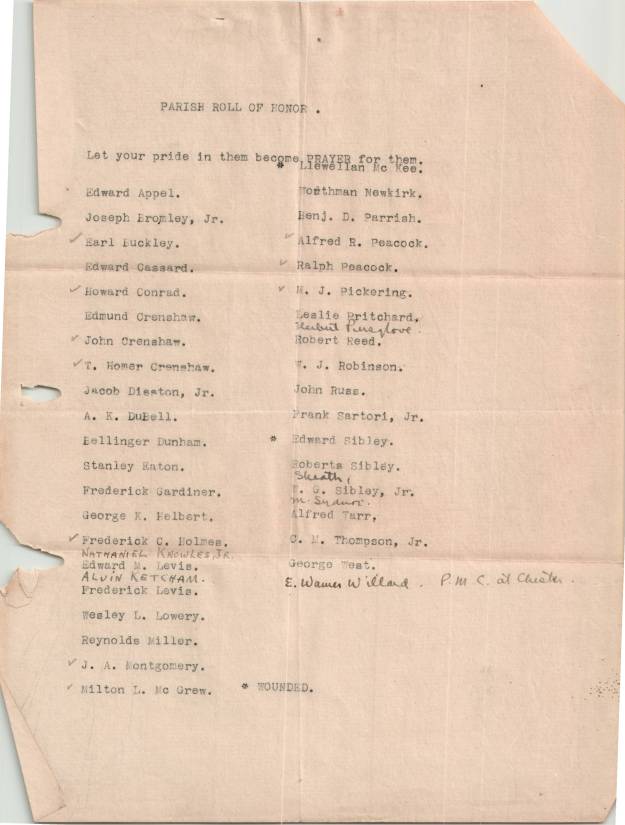 PARISH ROLL OF HONOR .
Let your pride in them become PRAYER for them.
* Llewellan Mc Kee.
Edward Appel.
Joseph Bromley, Jr.
✓ Earl Buckley.
Edward Cassard.
✓ Howard Conrad.
Edmund Crenshaw.
✓ John Crenshaw.
✓ T. Homer Crenshaw.
Jacob Disston, Jr.
A. K. DuBell.
Bellinger Dunham.
Stanley Eaton.
Frederick Gardiner.
George K. Helbert.
✓ Frederick C. Holmes.
NATHANIEL KNOWLES, JR.
Edward M. Levis.
ALVIN KETCHAM.
Frederick Levis.
Wesley L. Lowery.
Reynolds Miller.
✓ J. A. Montgomery.
✓ Milton L. Mc Grew.
Worthman Newkirk.
Benj. D. Parrish.
✓ Alfred R. Peacock.
✓ Ralph Peacock.
✓ M. J. Pickering.
Leslie Pritchard.
Herbert Pursglove.
Robert Reed.
W. J. Robinson.
John Russ.
Frank Sartori, Jr.
* Edward Sibley.
Roberts Sibley.
F. G. Sibley, Jr.
Alfred Tarr.
C. M. Thompson, Jr.
George West.
E. Warner Willard. P.M.C. at Chester.
* WOUNDED.